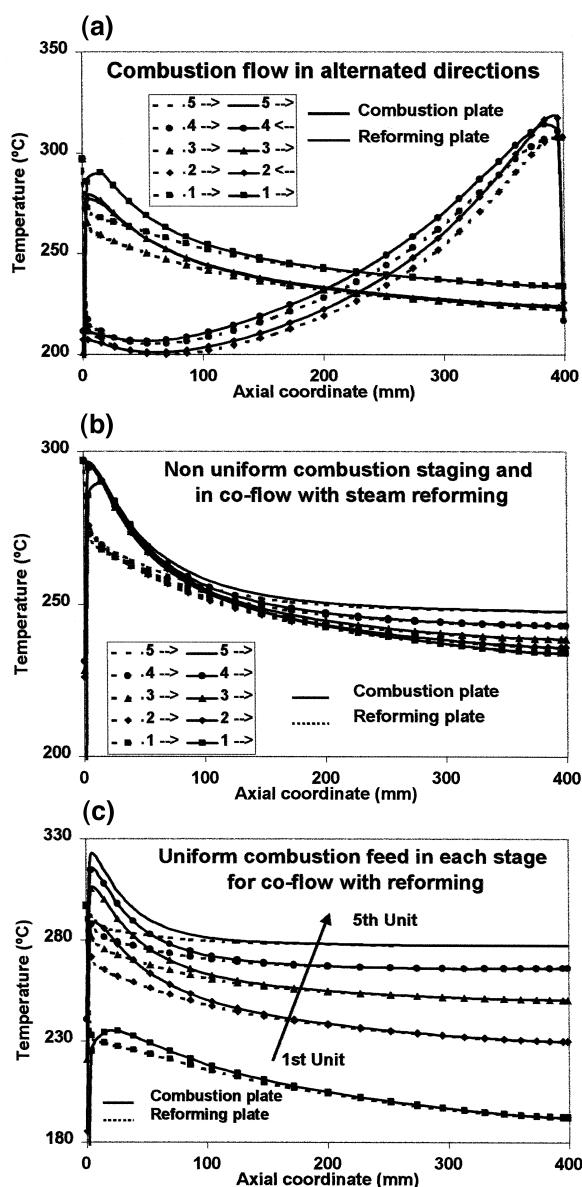 (a)
350
Combustion flow in alternated directions
.5 --> 5 -->
.4 --> 4 <--
.3 --> 3 -->
.2 --> 2 <--
.1 --> 1 -->
Combustion plate
Reforming plate
300
250
200
Temperature (ºC)
0 100 200 300 400
Axial coordinate (mm)
(b)
300
Non uniform combustion staging and
in co-flow with steam reforming
250
200
Temperature (ºC)
.5 --> 5 -->
.4 --> 4 -->
.3 --> 3 -->
.2 --> 2 -->
.1 --> 1 -->
Combustion plate
Reforming plate
0 100 200 300 400
Axial coordinate (mm)
(c)
330
Uniform combustion feed in each stage
for co-flow with reforming
5th Unit
280
230
180
Temperature (ºC)
1st Unit
Combustion plate
Reforming plate
0 100 200 300 400
Axial coordinate (mm)